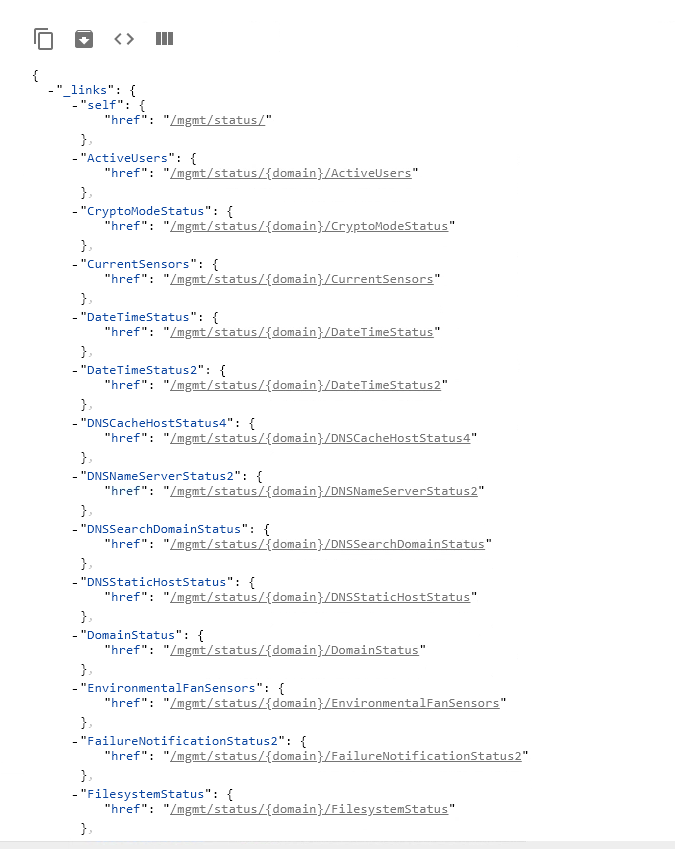 {
-"_links": {
-"self": {
"href": "/mgmt/status/"
},
-"ActiveUsers": {
"href": "/mgmt/status/{domain}/ActiveUsers"
},
-"CryptoModeStatus": {
"href": "/mgmt/status/{domain}/CryptoModeStatus"
},
-"CurrentSensors": {
"href": "/mgmt/status/{domain}/CurrentSensors"
},
-"DateTimeStatus": {
"href": "/mgmt/status/{domain}/DateTimeStatus"
},
-"DateTimeStatus2": {
"href": "/mgmt/status/{domain}/DateTimeStatus2"
},
-"DNSCacheHostStatus4": {
"href": "/mgmt/status/{domain}/DNSCacheHostStatus4"
},
-"DNSNameServerStatus2": {
"href": "/mgmt/status/{domain}/DNSNameServerStatus2"
},
-"DNSSearchDomainStatus": {
"href": "/mgmt/status/{domain}/DNSSearchDomainStatus"
},
-"DNSStaticHostStatus": {
"href": "/mgmt/status/{domain}/DNSStaticHostStatus"
},
-"DomainStatus": {
"href": "/mgmt/status/{domain}/DomainStatus"
},
-"EnvironmentalFanSensors": {
"href": "/mgmt/status/{domain}/EnvironmentalFanSensors"
},
-"FailureNotificationStatus2": {
"href": "/mgmt/status/{domain}/FailureNotificationStatus2"
},
-"FilesystemStatus": {
"href": "/mgmt/status/{domain}/FilesystemStatus"
},